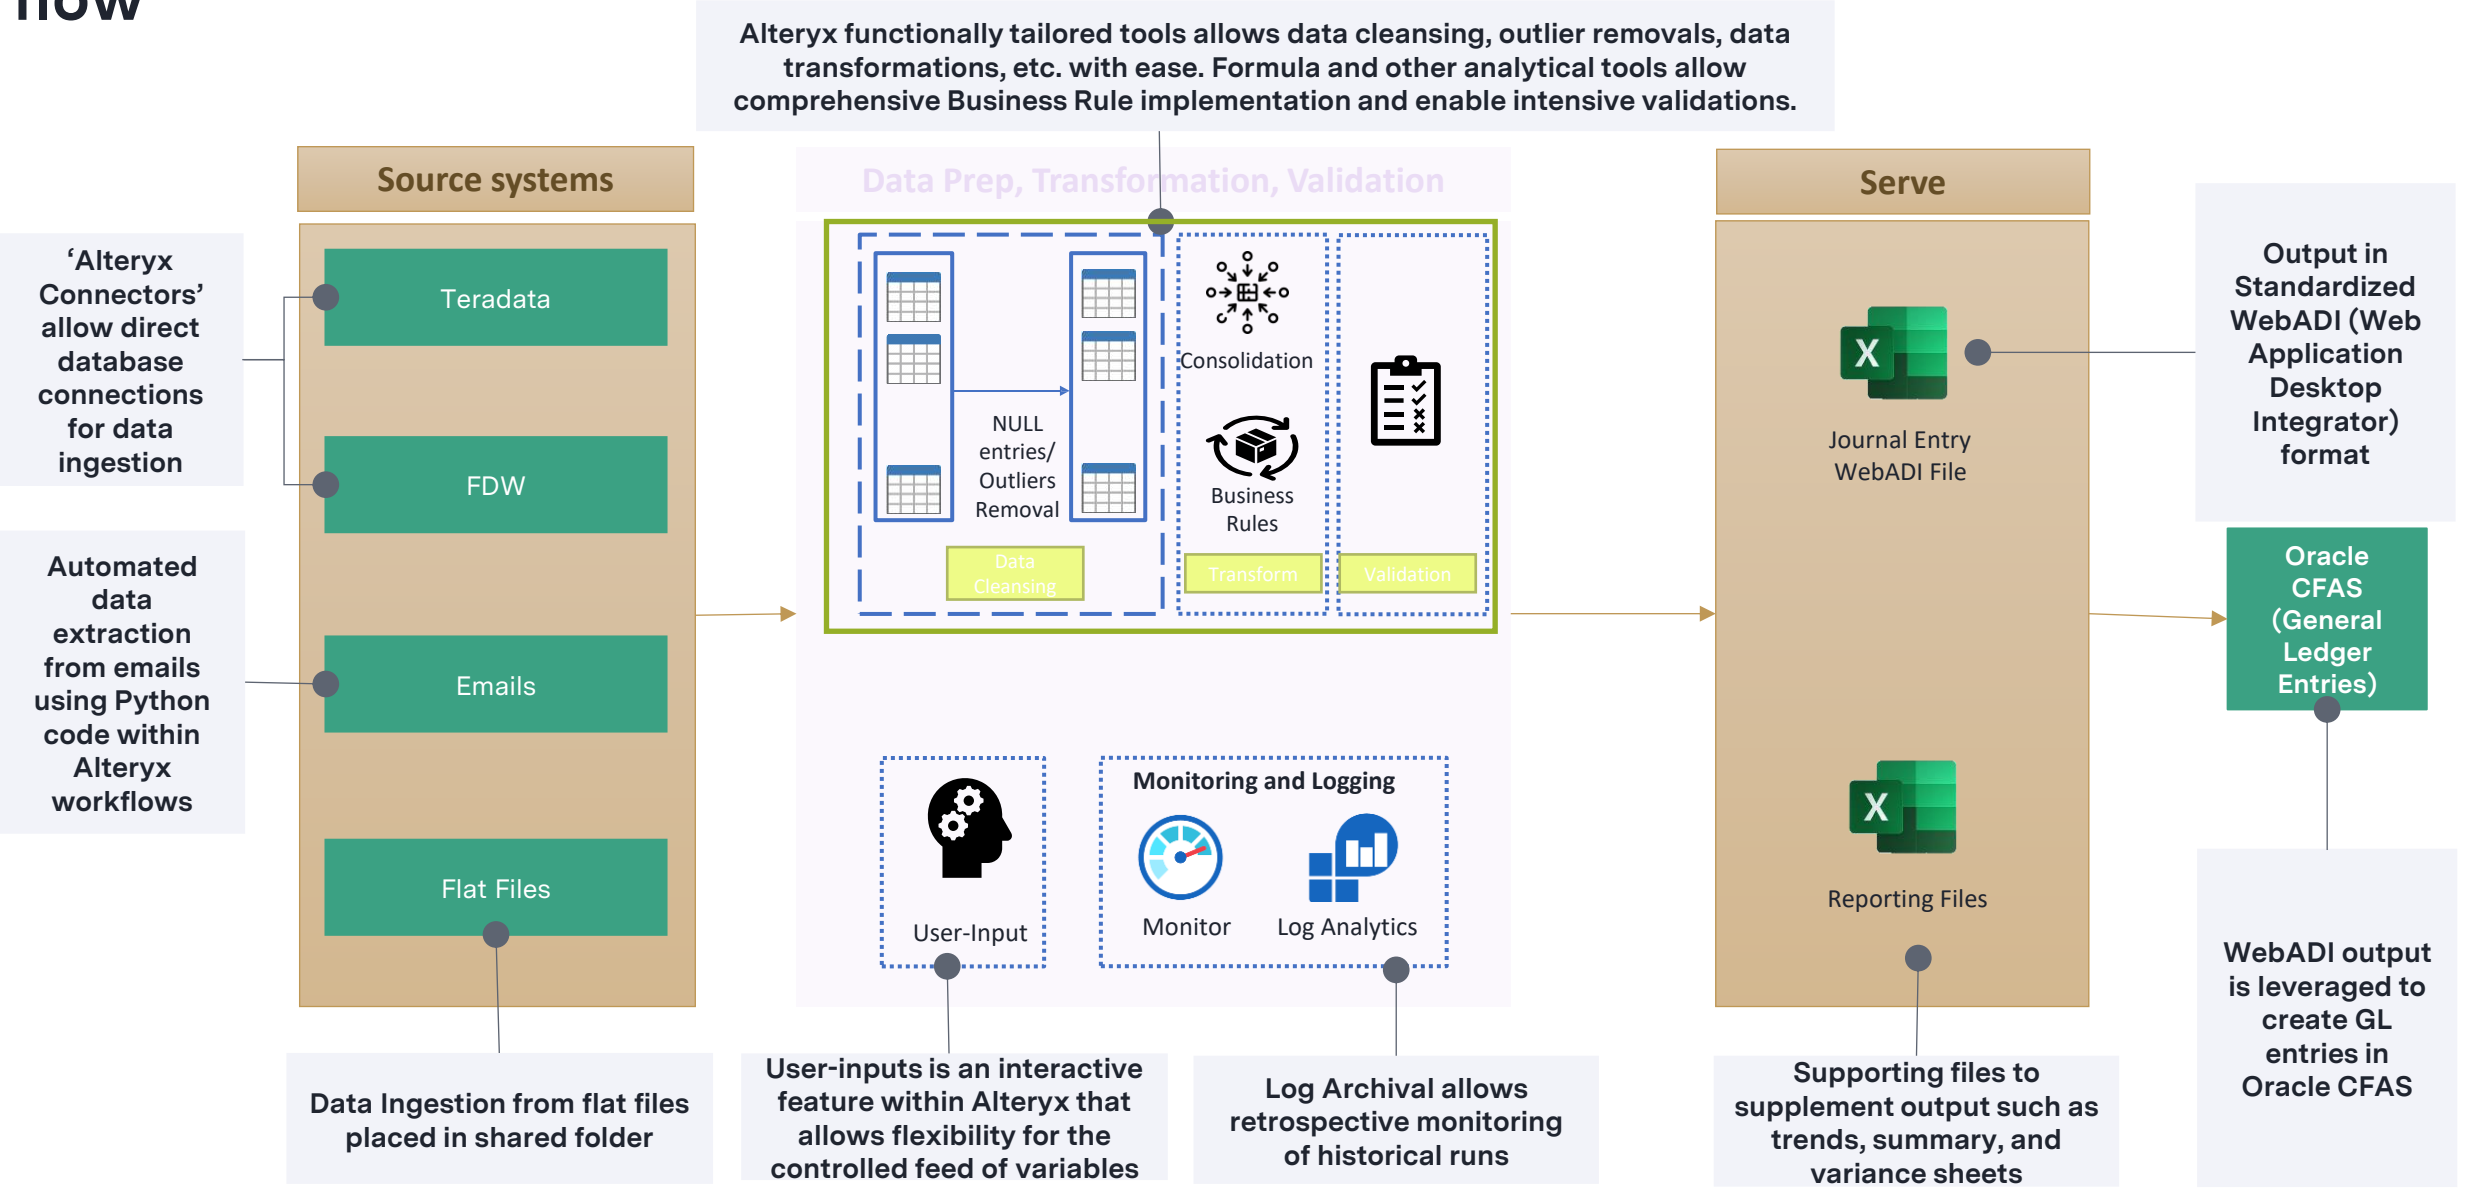 flow
Alteryx functionally tailored tools allows data cleansing, outlier removals, data
transformations, etc. with ease. Formula and other analytical tools allow
comprehensive Business Rule implementation and enable intensive validations.
Source systems
Data Prep, Transformation, Validation
Serve
‘Alteryx
Connectors’
allow direct
database
connections
for data
ingestion
Automated
data
extraction
from emails
using Python
code within
Alteryx
workflows
Teradata
FDW
Emails
Flat Files
NULL
entries/
Outliers
Removal
Data
Cleansing
Consolidation
Business
Rules
Transform
Validation
User-Input
Monitoring and Logging
Monitor
Log Analytics
Journal Entry
WebADI File
Reporting Files
Output in
Standardized
WebADI (Web
Application
Desktop
Integrator)
format
Oracle
CFAS
(General
Ledger
Entries)
WebADI output
is leveraged to
create GL
entries in
Oracle CFAS
Data Ingestion from flat files
placed in shared folder
User-inputs is an interactive
feature within Alteryx that
allows flexibility for the
controlled feed of variables
Log Archival allows
retrospective monitoring
of historical runs
Supporting files to
supplement output such as
trends, summary, and
variance sheets